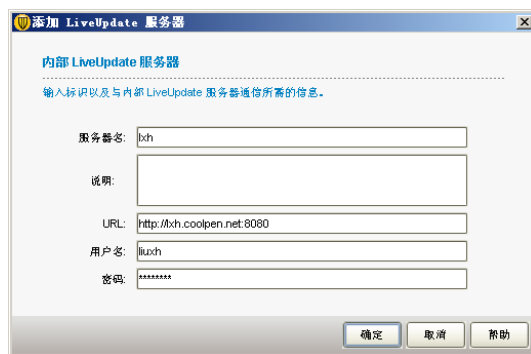 添加 LiveUpdate 服务器
内部 LiveUpdate 服务器
输入标识以及与内部 LiveUpdate 服务器通信所需的信息。
服务器名: lxh
说明:
URL: http://lxh.coolpen.net:8080
用户名: liuxh
密码: ********
确定 取消 帮助